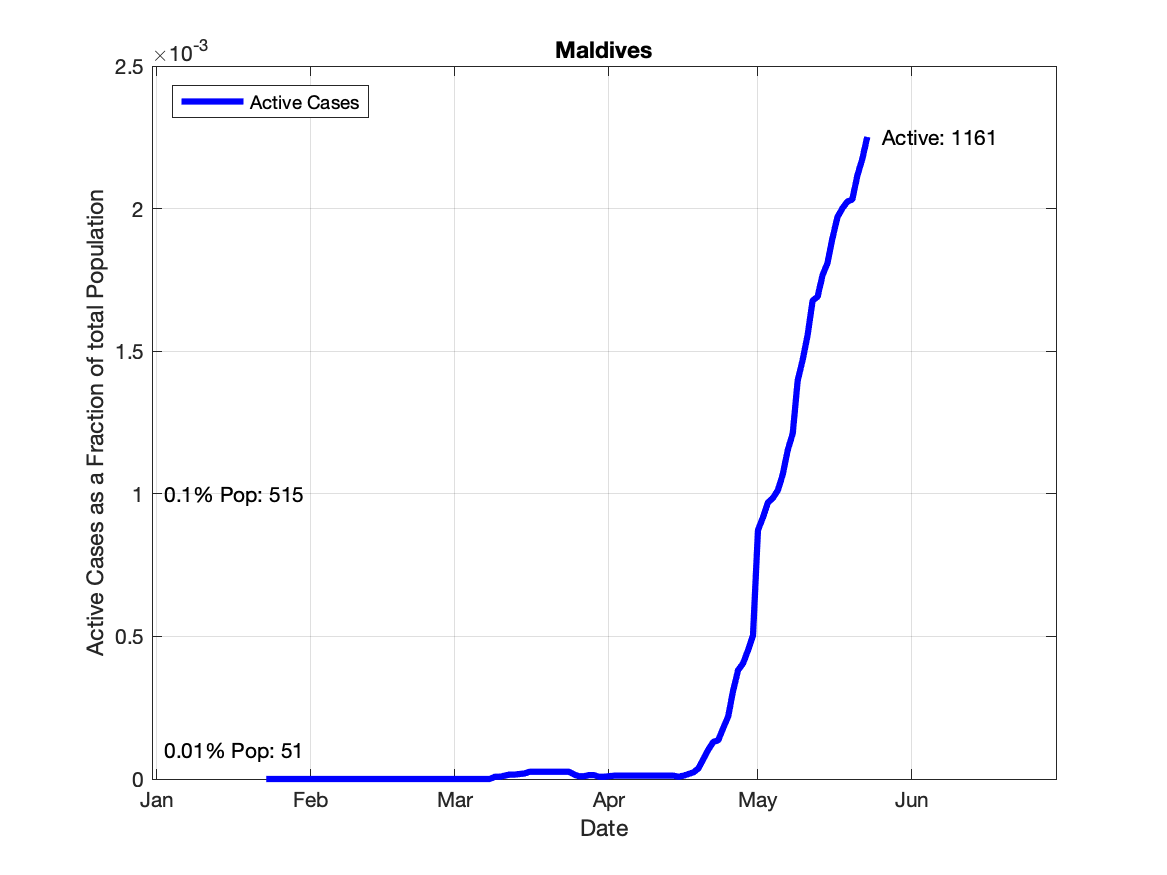 Maldives
×10-3
2.5
2
1.5
1
0.5
0
Active Cases
Active: 1161
0.1% Pop: 515
0.01% Pop: 51
Active Cases as a Fraction of total Population
Jan Feb Mar Apr May Jun
Date